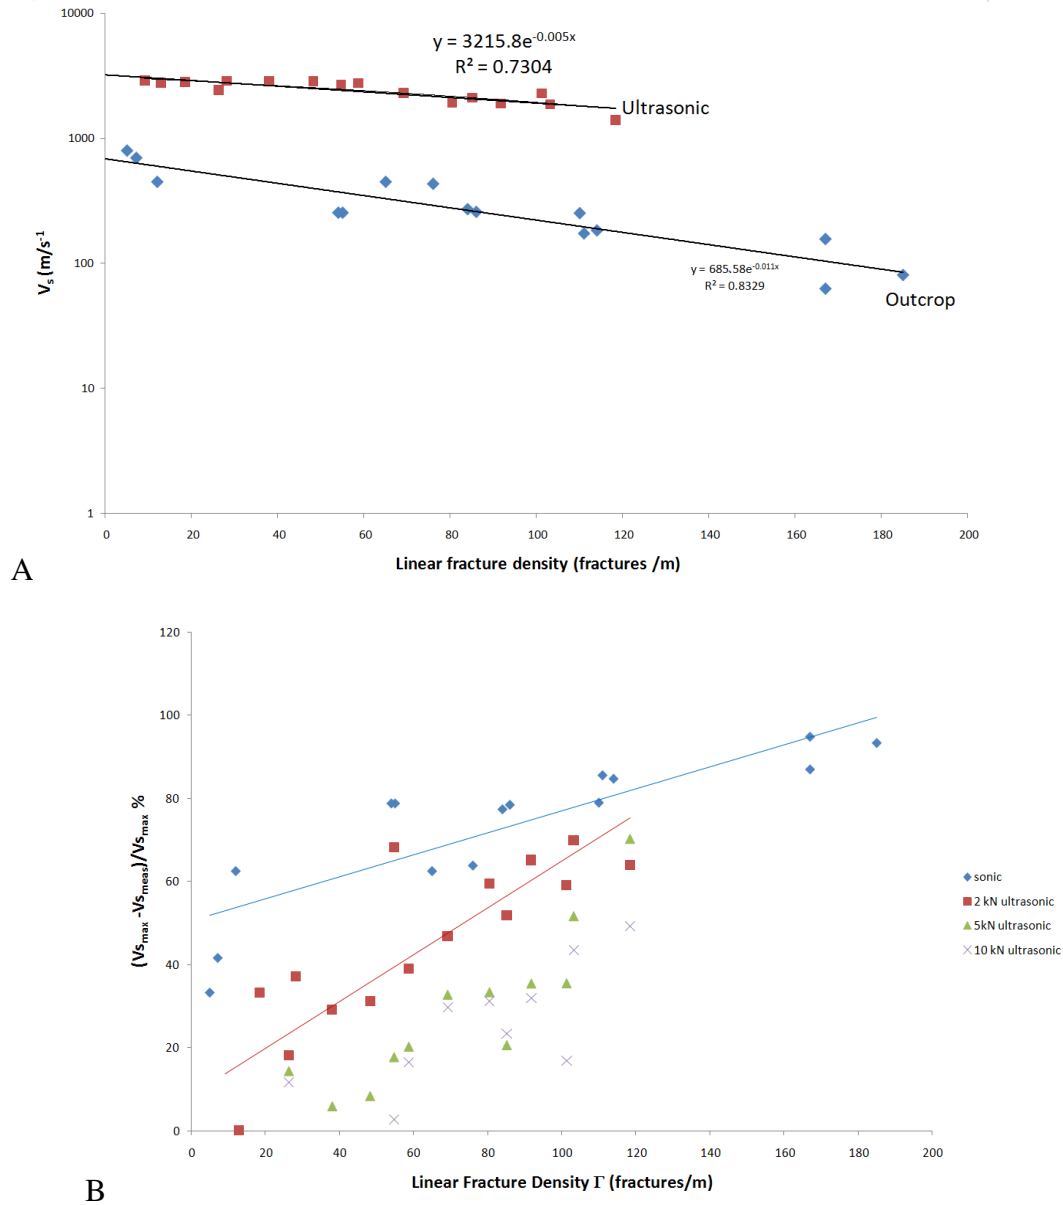 10000
y = 3215.8e^-0.005x
R² = 0.7304
Ultrasonic
1000
V_s (m/s^-1)
100
y = 685.58e^-0.011x
R² = 0.8329
Outcrop
10
1
0 20 40 60 80 100 120 140 160 180 200
Linear fracture density (fractures /m)
A
120
100
80
60
40
20
0
(Vs_max -Vs_meas)/Vs_max %
sonic
2 kN ultrasonic
5kN ultrasonic
10 kN ultrasonic
0 20 40 60 80 100 120 140 160 180 200
Linear Fracture Density Γ (fractures/m)
B